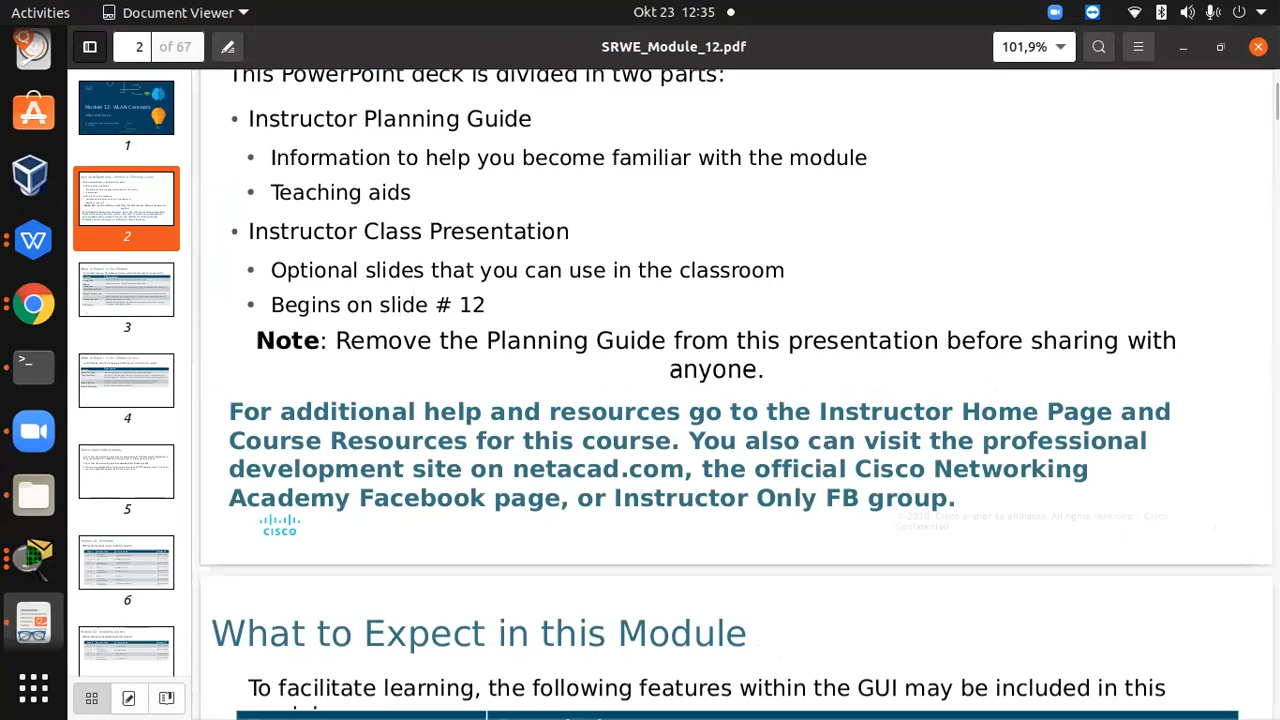 Activities
Document Viewer
Okt 23 12:35
2 of 67
SRWE_Module_12.pdf
101,9%
This PowerPoint deck is divided in two parts:
• Instructor Planning Guide
• Information to help you become familiar with the module
• Teaching aids
• Instructor Class Presentation
• Optional slides that you can use in the classroom
• Begins on slide # 12
Note: Remove the Planning Guide from this presentation before sharing with
anyone.
For additional help and resources go to the Instructor Home Page and
Course Resources for this course. You also can visit the professional
development site on netacad.com, the official Cisco Networking
Academy Facebook page, or Instructor Only FB group.
CISCO
What to Expect in this Module
To facilitate learning, the following features within the GUI may be included in this
Module 12: WLAN Concepts
1
2
3
4
5
6